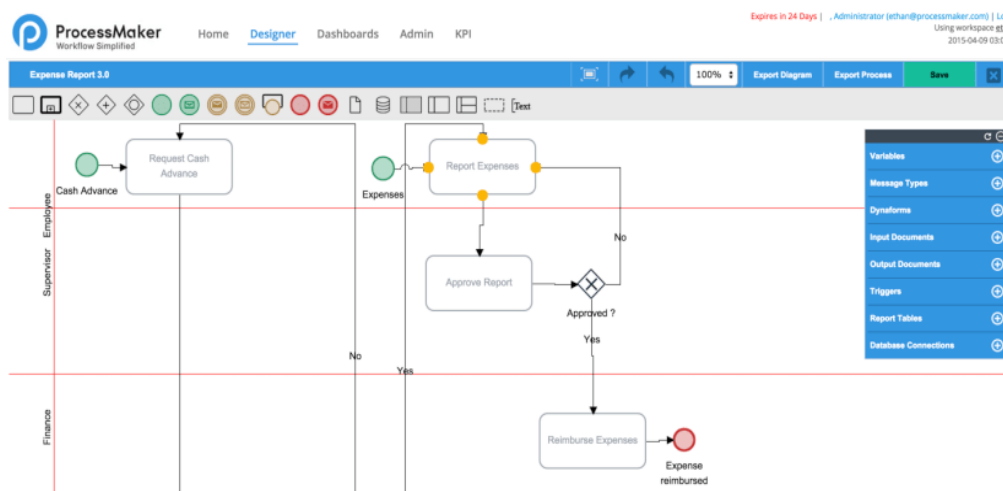 ProcessMaker
Workflow Simplified
Home Designer Dashboards Admin KPI
Expires in 24 Days | , Administrator (ethan@processmaker.com) |
Using workspace
2015-04-09 03:0
Expense Report 3.0
100%
Export Diagram
Export Process
Save
[Text
Request Cash
Advance
Cash Advance
Report Expenses
Expenses
Employee
No
Supervisor
Approve Report
Approved ?
Yes
No
Yes
Finance
Reimburse Expenses
Expense
reimbursed
Variables
Message Types
Dynaforms
Input Documents
Output Documents
Triggers
Report Tables
Database Connections